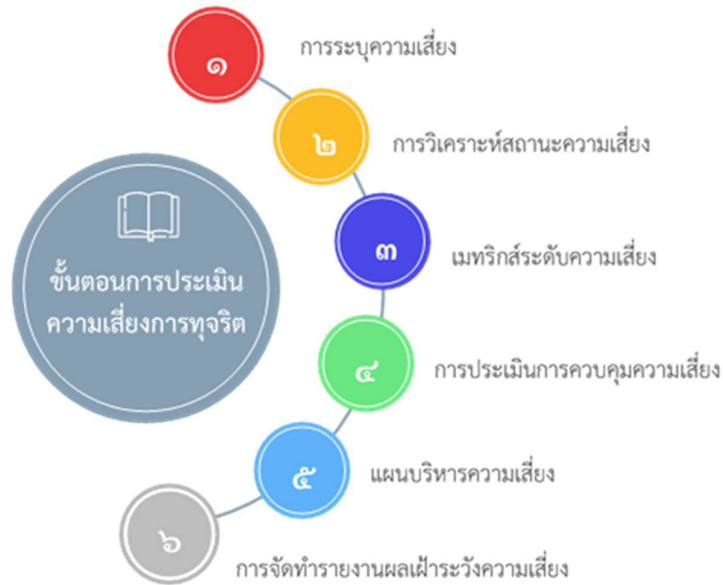 ๑
การระบุความเสี่ยง
๒
การวิเคราะห์สถานะความเสี่ยง
๓
เมทริกส์ระดับความเสี่ยง
ขั้นตอนการประเมิน
ความเสี่ยงการทุจริต
๔
การประเมินการควบคุมความเสี่ยง
๕
แผนบริหารความเสี่ยง
๖
การจัดทำรายงานผลเฝ้าระวังความเสี่ยง